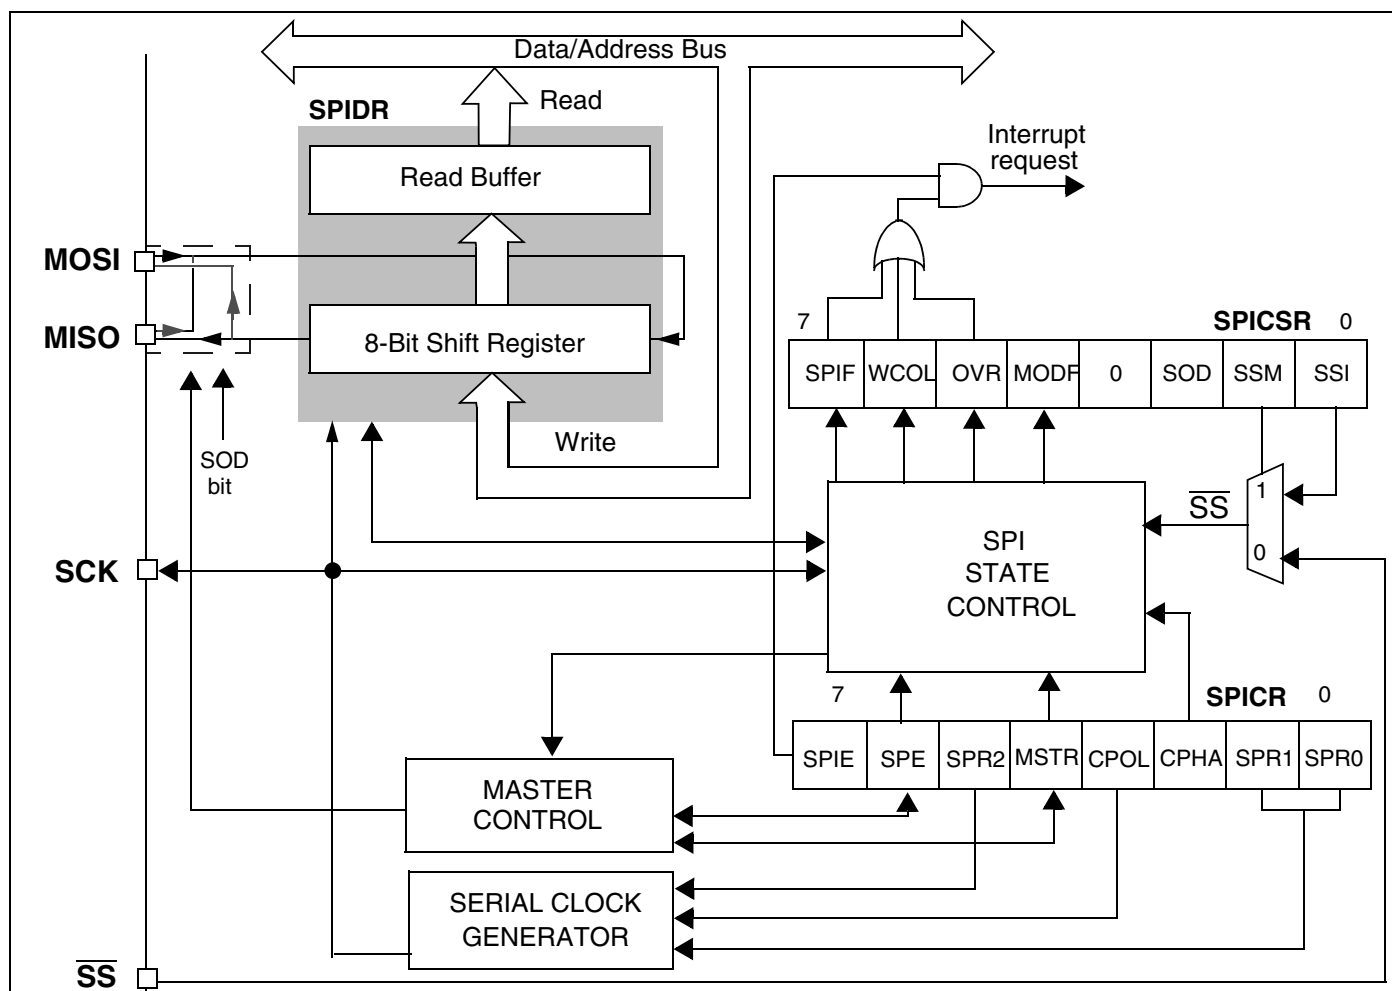 Data/Address Bus
SPIDR
Read
Interrupt
request
Read Buffer
MOSI
MISO
8-Bit Shift Register
7
SPICSR 0
SPIF WCOL OVR MODF 0 SOD SSM SSI
Write
SOD
bit
1
SS
0
SCK
SPI
STATE
CONTROL
7
SPICR 0
SPIE SPE SPR2 MSTR CPOL CPHA SPR1 SPR0
MASTER
CONTROL
SERIAL CLOCK
GENERATOR
SS